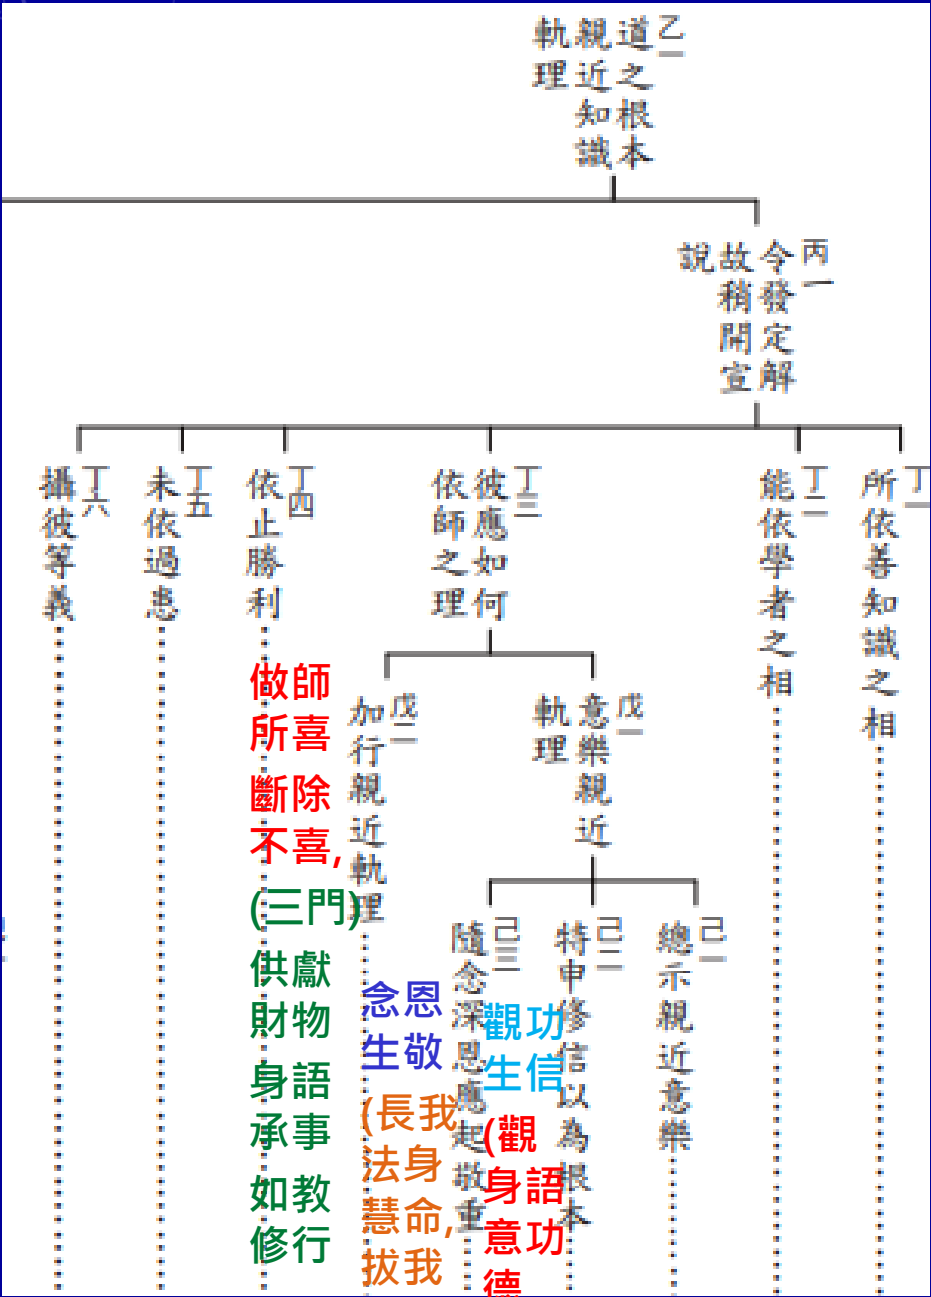 乙一
道之根本
親近知識
軌理
丙一
令發定解
故稍開宣
說
丁一
所依善知識之相
丁二
能依學者之相
丁三
彼應如何
依師之理
戊一
意樂親近
軌理
己一
總示親近意樂
己二
特申修信以為根本
己三
隨念深恩應起敬重
戊二
加行親近軌理
丁四
依止勝利
丁五
未依過患
丁六
攝彼等義
觀功
生信
(觀
身語
意功
德
念恩
生敬
(長我
法身
慧命,
拔我
做師
所喜
斷除
不喜,
(三門)
供獻
財物
身語
承事
如教
修行